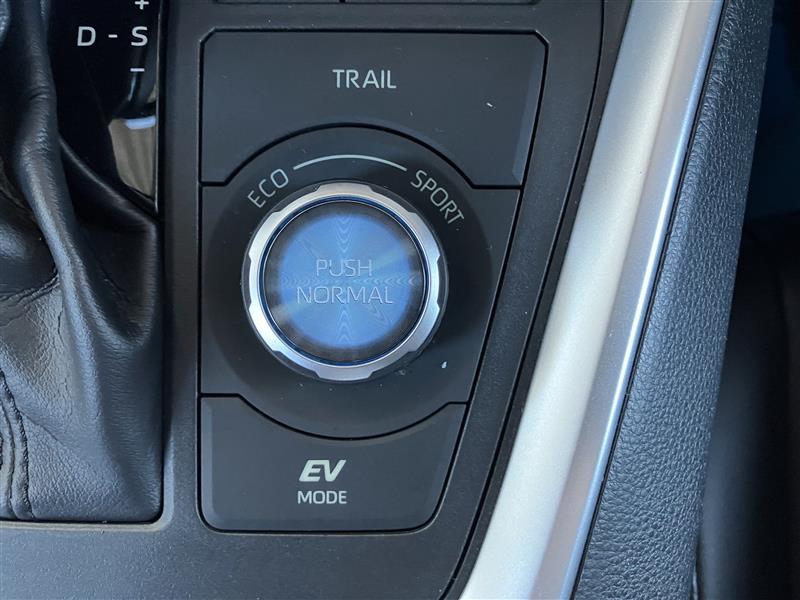 +
D - S
–
TRAIL
ECO
SPORT
PUSH
NORMAL
EV
MODE